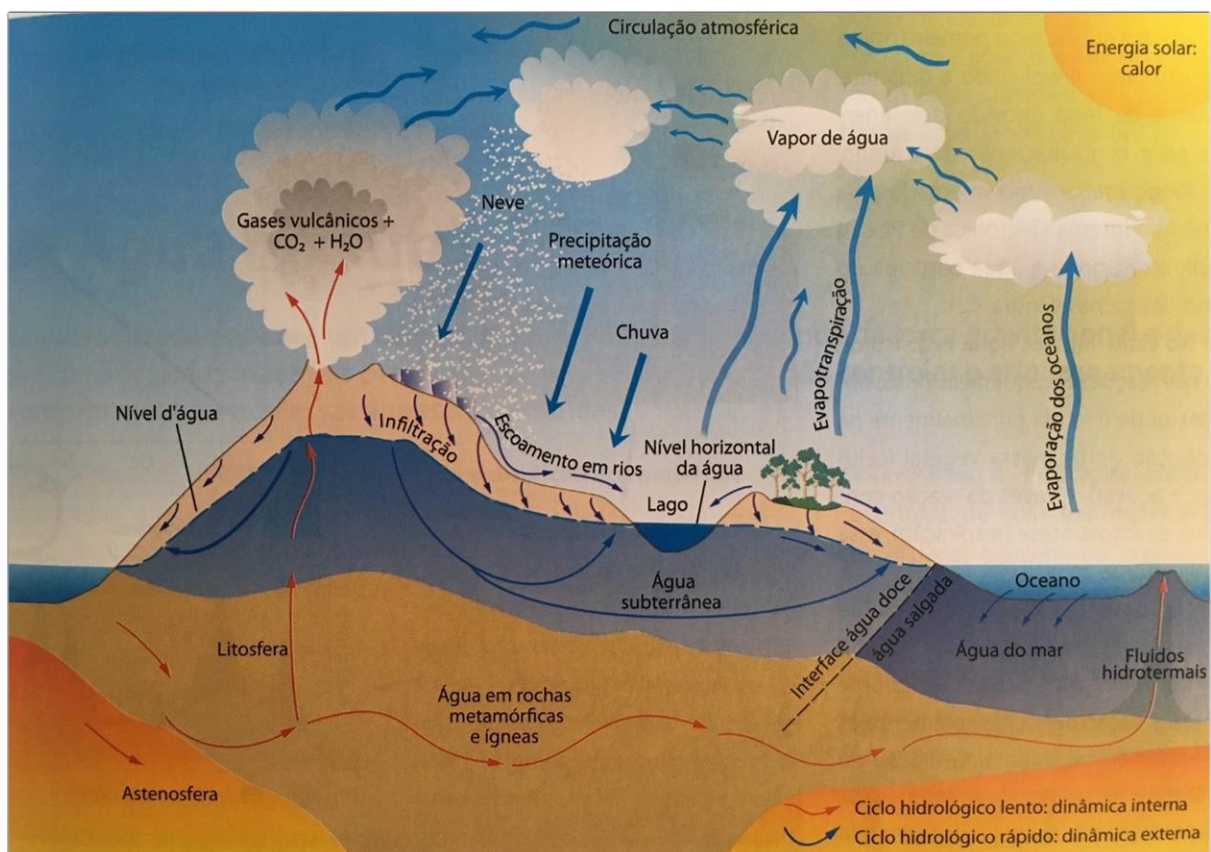 Circulação atmosférica
Energia solar:
calor
Vapor de água
Gases vulcânicos +
CO₂ + H₂O
Neve
Precipitação
meteórica
Chuva
Evapotranspiração
Evaporação dos oceanos
Nível d'água
Infiltração
Escoamento em rios
Nível horizontal
da água
Lago
Água
subterrânea
Interface água doce
água salgada
Oceano
Água do mar
Fluidos
hidrotermais
Litosfera
Água em rochas
metamórficas
e ígneas
Astenosfera
Ciclo hidrológico lento: dinâmica interna
Ciclo hidrológico rápido: dinâmica externa